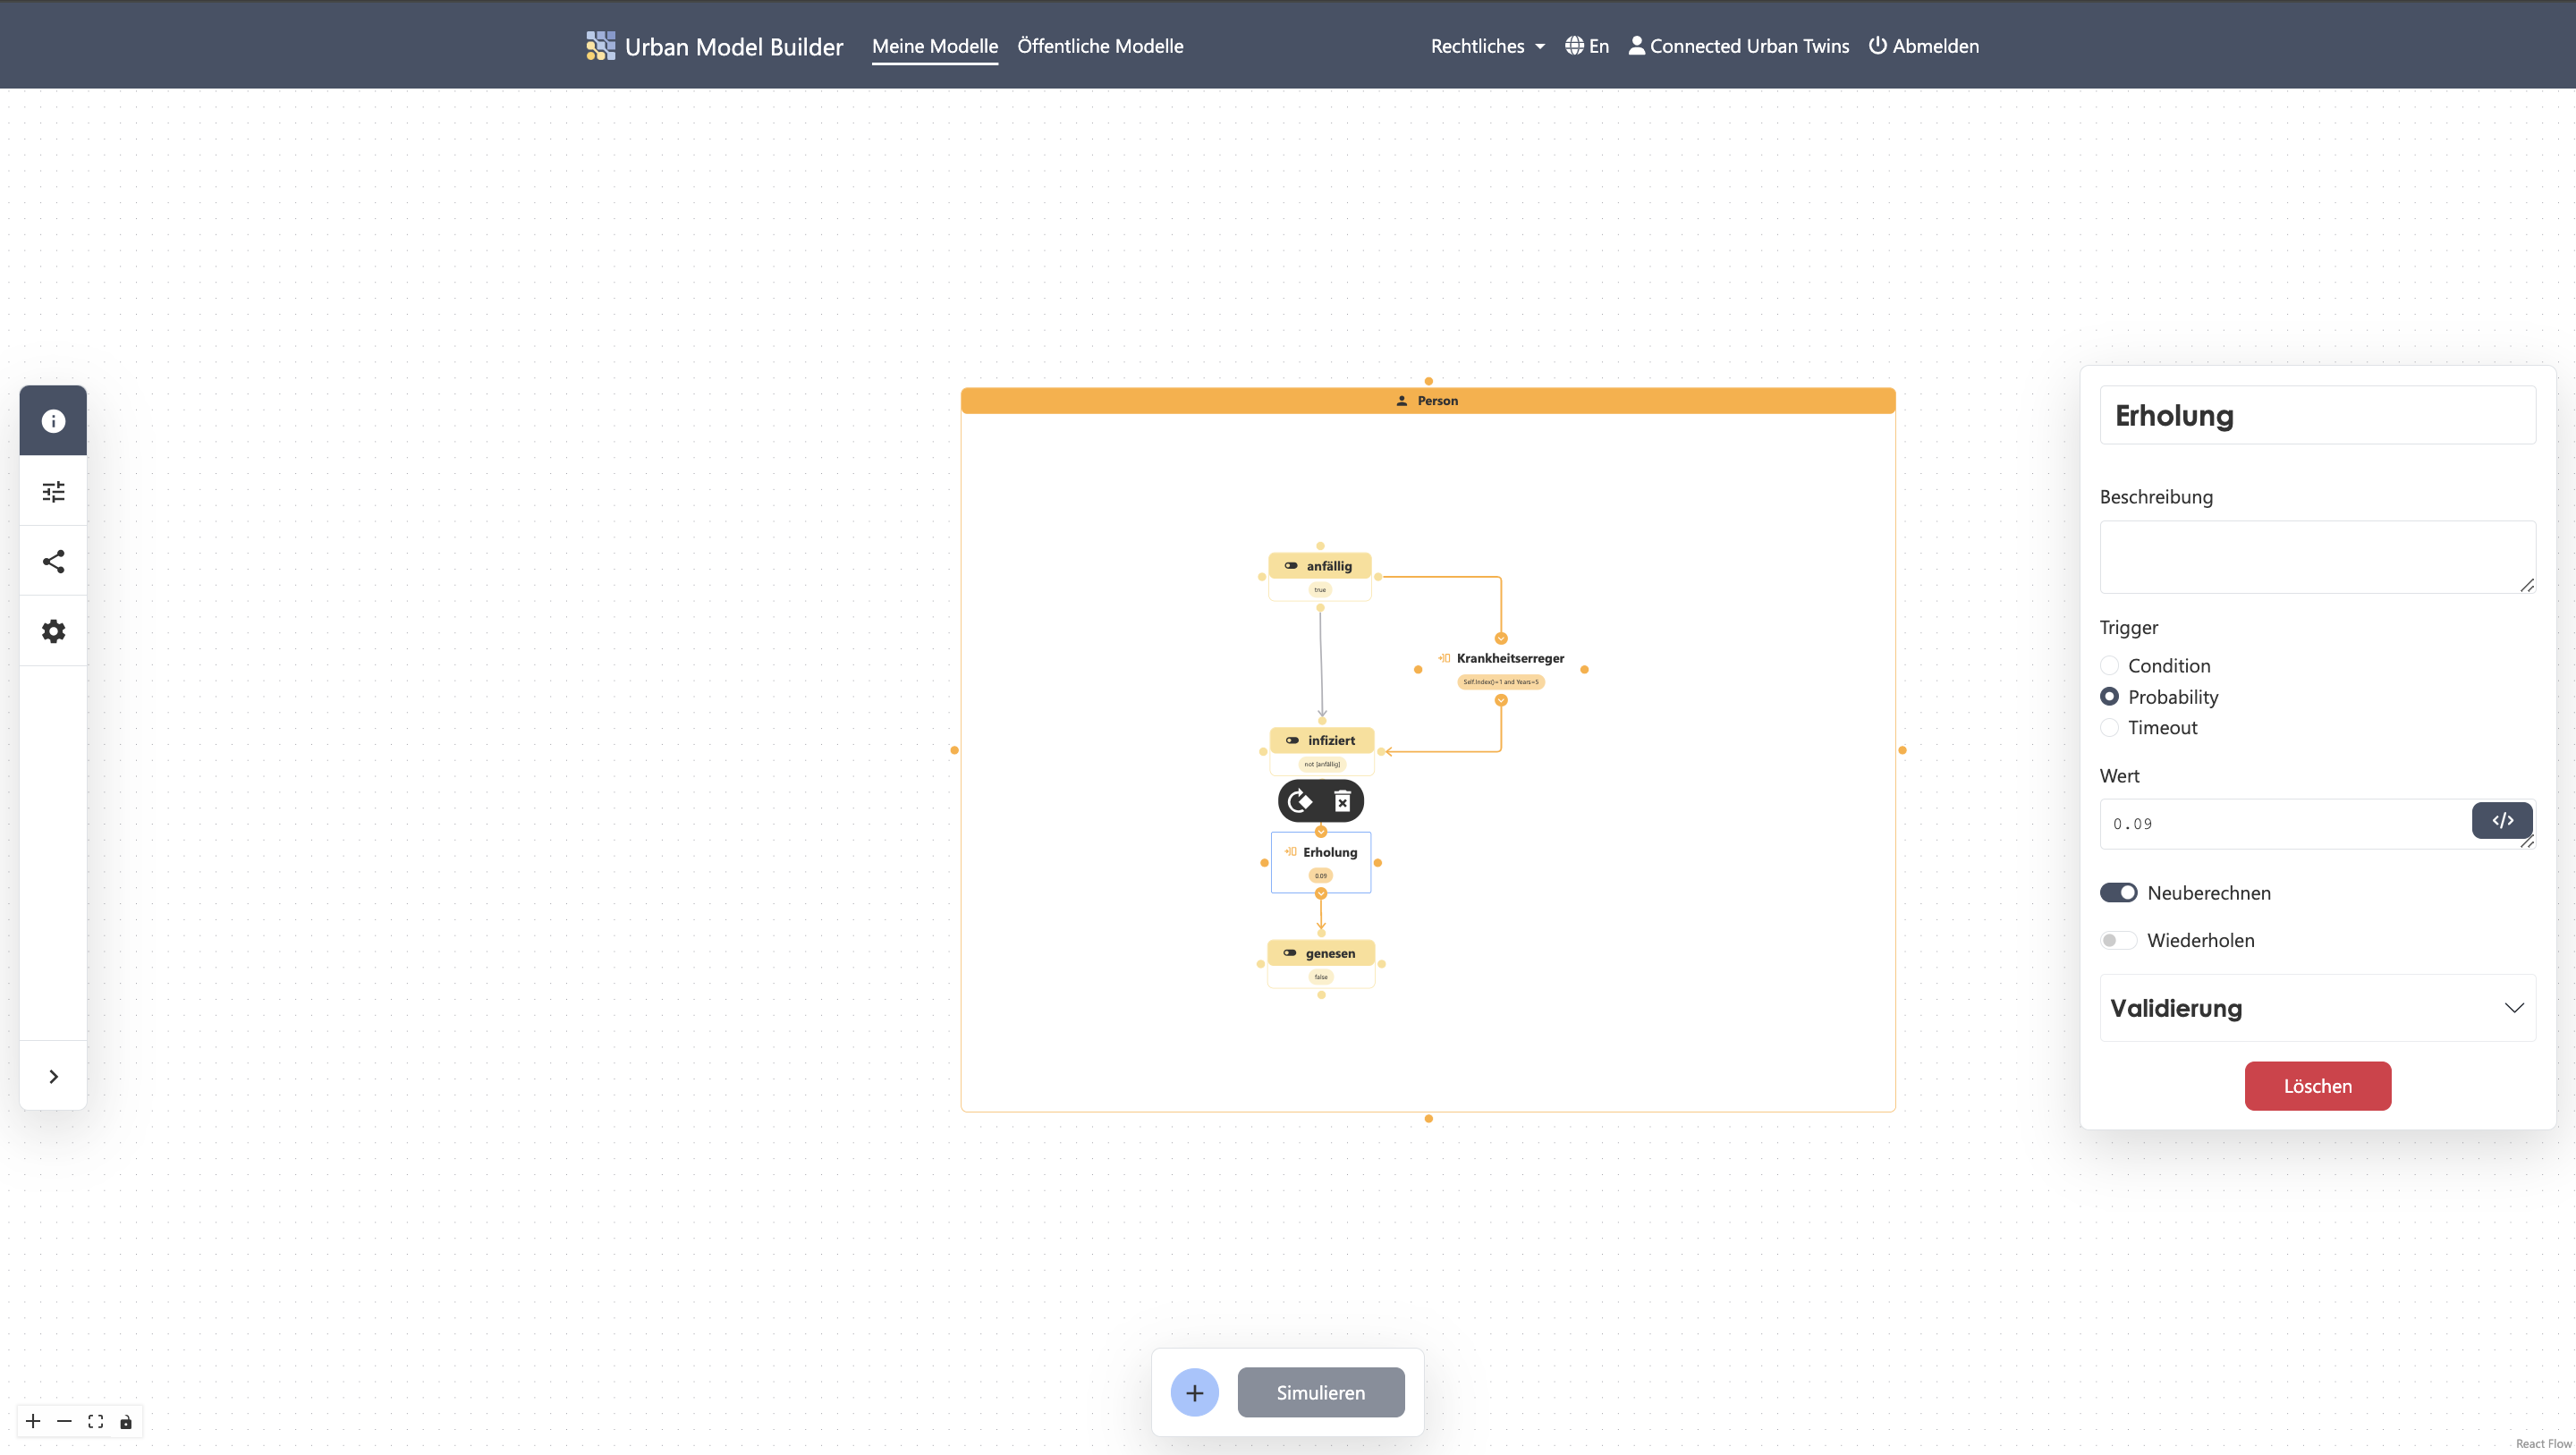 Urban Model Builder
Meine Modelle
Öffentliche Modelle
Rechtliches
En
Connected Urban Twins
Abmelden
Person
anfällig
true
Krankheitserreger
Self.Index()=1 and Years=5
infiziert
not [anfällig]
Erholung
0.09
genesen
false
Erholung
Beschreibung
Trigger
Condition
Probability
Timeout
Wert
0.09
</>
Neuberechnen
Wiederholen
Validierung
Löschen
Simulieren
React Flow